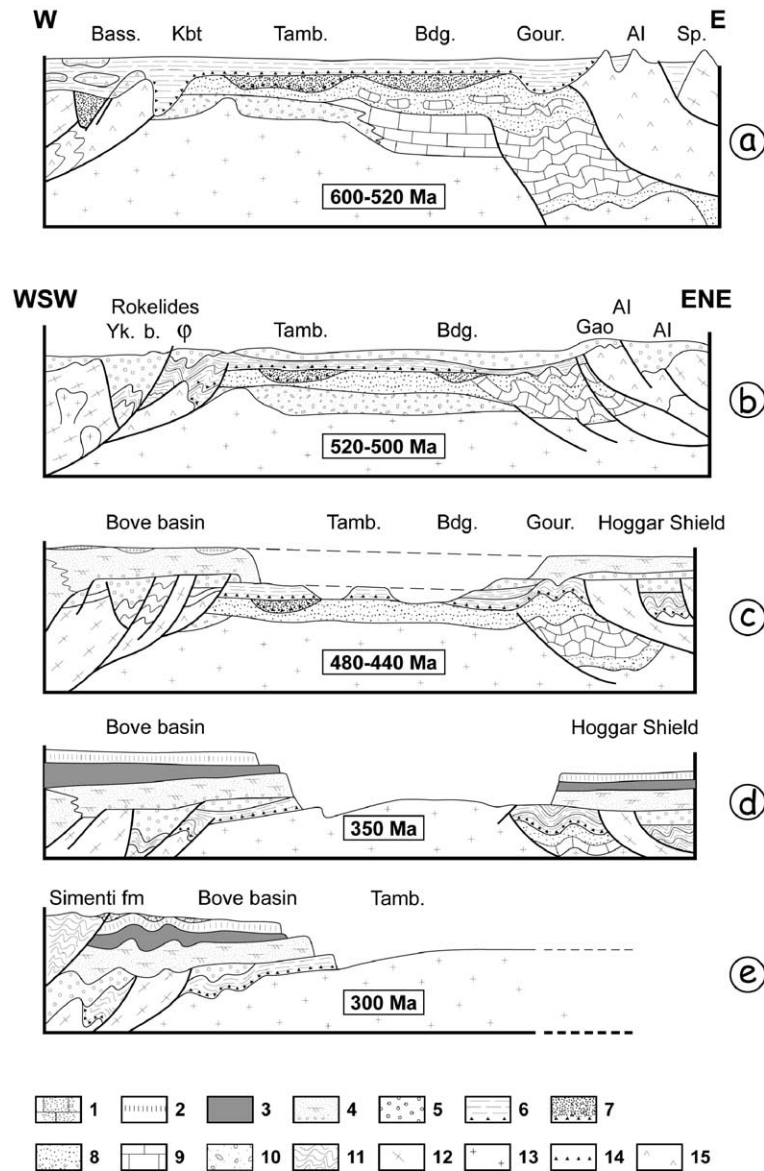 W E
Bass. Kbt Tamb. Bdg. Gour. Al Sp.
600-520 Ma
a
WSW ENE
Rokelides Al
Yk. b. φ Tamb. Bdg. Gao Al
520-500 Ma
b
Bove basin Tamb. Bdg. Gour. Hoggar Shield
480-440 Ma
c
Bove basin Hoggar Shield
350 Ma
d
Simenti fm Bove basin Tamb.
300 Ma
e
1 2 3 4 5 6 7
8 9 10 11 12 13 14 15